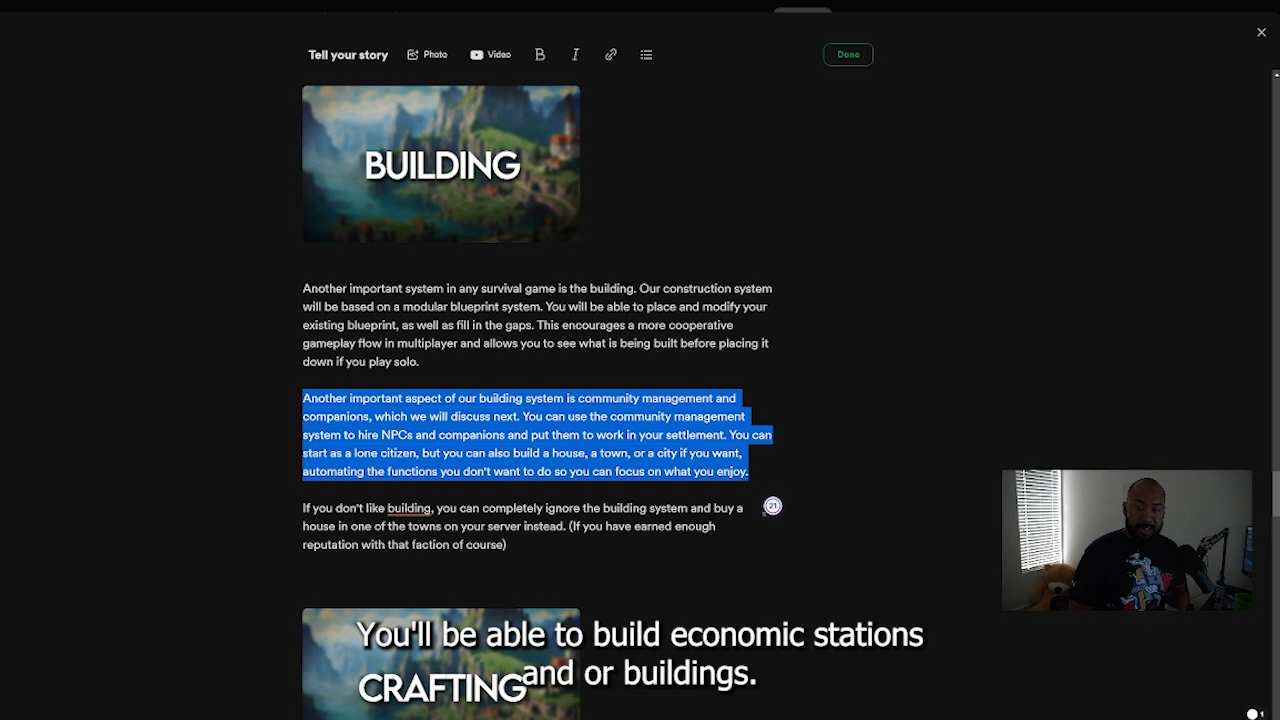 Tell your story Photo Video B I Done
BUILDING
Another important system in any survival game is the building. Our construction system
will be based on a modular blueprint system. You will be able to place and modify your
existing blueprint, as well as fill in the gaps. This encourages a more cooperative
gameplay flow in multiplayer and allows you to see what is being built before placing it
down if you play solo.
Another important aspect of our building system is community management and
companions, which we will discuss next. You can use the community management
system to hire NPCs and companions and put them to work in your settlement. You can
start as a lone citizen, but you can also build a house, a town, or a city if you want,
automating the functions you don't want to do so you can focus on what you enjoy.
If you don't like building, you can completely ignore the building system and buy a
21
house in one of the towns on your server instead. (If you have earned enough
reputation with that faction of course)
You'll be able to build economic stations
and or buildings.
CRAFTING
1